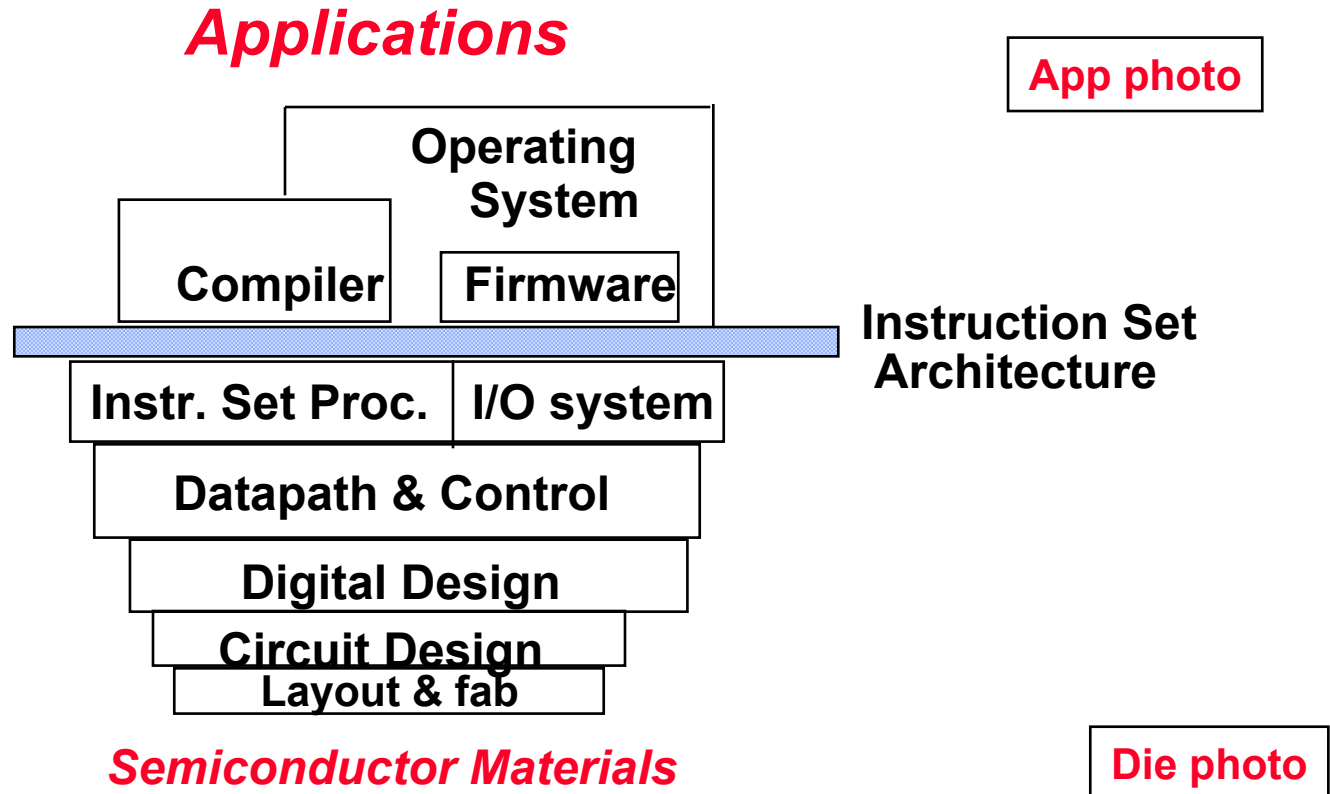 Applications
App photo
Operating
System
Compiler
Firmware
Instruction Set
Architecture
Instr. Set Proc.
I/O system
Datapath & Control
Digital Design
Circuit Design
Layout & fab
Semiconductor Materials
Die photo